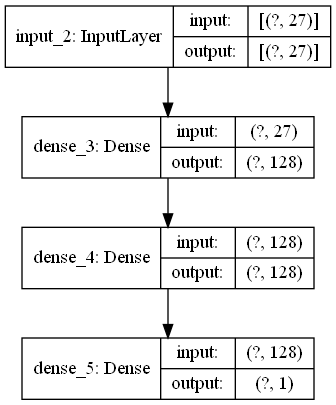 input_2: InputLayer
input: [(?, 27)]
output: [(?, 27)]
dense_3: Dense
input: (?, 27)
output: (?, 128)
dense_4: Dense
input: (?, 128)
output: (?, 128)
dense_5: Dense
input: (?, 128)
output: (?, 1)